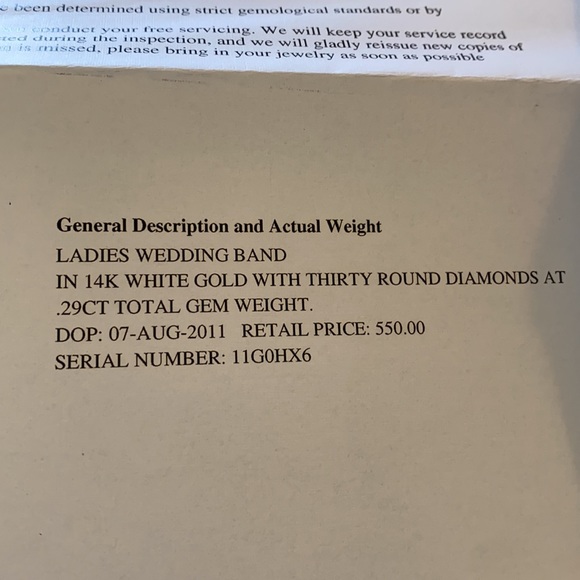 been determined using strict gemological standards or by
conduct your free servicing. We will keep your service record
during the inspection, and we will gladly reissue new copies of
is missed, please bring in your jewelry as soon as possible
General Description and Actual Weight
LADIES WEDDING BAND
IN 14K WHITE GOLD WITH THIRTY ROUND DIAMONDS AT
.29CT TOTAL GEM WEIGHT.
DOP: 07-AUG-2011 RETAIL PRICE: 550.00
SERIAL NUMBER: 11G0HX6